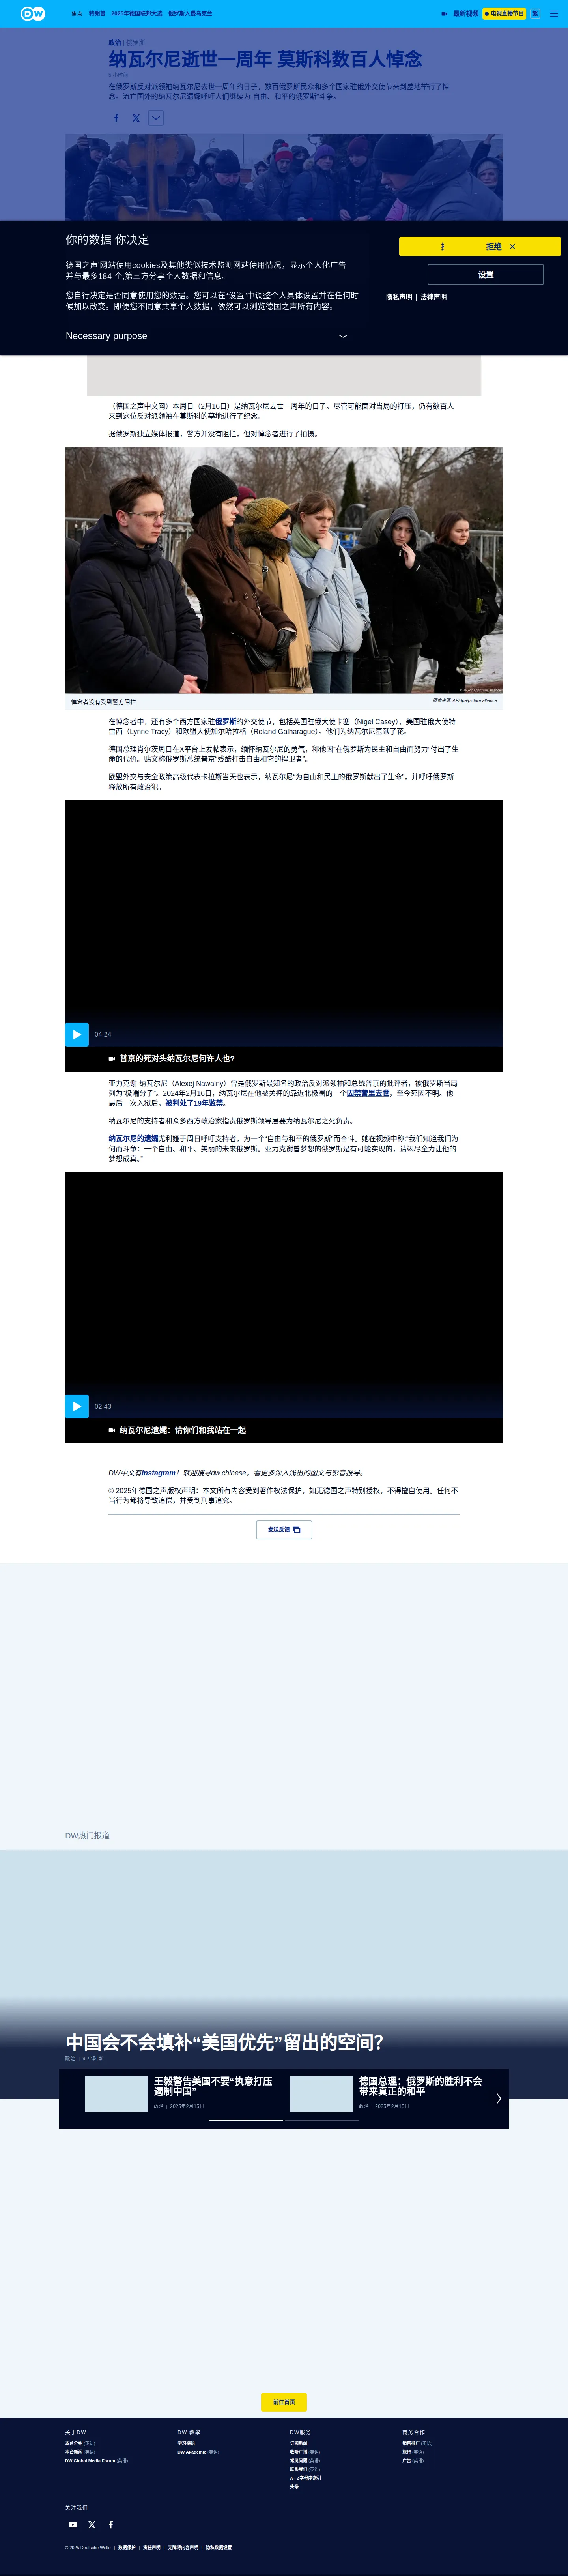 DW
焦点 特朗普 2025年德国联邦大选 俄罗斯入侵乌克兰
最新视频 电视直播节目 繁
政治 | 俄罗斯
纳瓦尔尼逝世一周年 莫斯科数百人悼念
在俄罗斯反对派领袖纳瓦尔尼去世一周年的日子，数百俄罗斯民众和多个国家驻俄外交使节来到墓地举行了悼
念。流亡国外的纳瓦尔尼遗孀呼吁人们继续为“自由、和平的俄罗斯”斗争。
你的数据 你决定
德国之声’网站使用cookies及其他类似技术监测网站使用情况，显示个人化广告
并与最多184 个;第三方分享个人数据和信息。
您自行决定是否同意使用您的数据。您可以在“设置”中调整个人具体设置并在任何时
候加以改变。即便您不同意共享个人数据，依然可以浏览德国之声所有内容。
Necessary purpose
拒绝
设置
隐私声明 | 法律声明
（德国之声中文网）本周日（2月16日）是纳瓦尔尼去世一周年的日子。尽管可能面对当局的打压，仍有数百人
来到这位反对派领袖在莫斯科的墓地进行了纪念。
据俄罗斯独立媒体报道，警方并没有阻拦，但对悼念者进行了拍摄。
悼念者没有受到警方阻拦
图像来源: AP/dpa/picture alliance
在悼念者中，还有多个西方国家驻俄罗斯的外交使节，包括英国驻俄大使卡塞（Nigel Casey）、美国驻俄大使特
雷西（Lynne Tracy）和欧盟大使加尔哈拉格（Roland Galharague）。他们为纳瓦尔尼墓献了花。
德国总理肖尔茨周日在X平台上发帖表示，缅怀纳瓦尔尼的勇气，称他因“在俄罗斯为民主和自由而努力”付出了生
命的代价。贴文称俄罗斯总统普京“残酷打击自由和它的捍卫者”。
欧盟外交与安全政策高级代表卡拉斯当天也表示，纳瓦尔尼“为自由和民主的俄罗斯献出了生命”，并呼吁俄罗斯
释放所有政治犯。
04:24
普京的死对头纳瓦尔尼何许人也?
亚力克谢·纳瓦尔尼（Alexej Nawalny）曾是俄罗斯最知名的政治反对派领袖和总统普京的批评者，被俄罗斯当局
列为“极端分子”。2024年2月16日，纳瓦尔尼在他被关押的靠近北极圈的一个囚禁营里去世，至今死因不明。他
最后一次入狱后，被判处了19年监禁。
纳瓦尔尼的支持者和众多西方政治家指责俄罗斯领导层要为纳瓦尔尼之死负责。
纳瓦尔尼的遗孀尤利娅于周日呼吁支持者，为一个“自由与和平的俄罗斯”而奋斗。她在视频中称:“我们知道我们为
何而斗争：一个自由、和平、美丽的未来俄罗斯。亚力克谢曾梦想的俄罗斯是有可能实现的，请竭尽全力让他的
梦想成真。”
02:43
纳瓦尔尼遗孀：请你们和我站在一起
DW中文有Instagram！欢迎搜寻dw.chinese，看更多深入浅出的图文与影音报导。
© 2025年德国之声版权声明：本文所有内容受到著作权法保护，如无德国之声特别授权，不得擅自使用。任何不
当行为都将导致追偿，并受到刑事追究。
发送反馈
DW热门报道
中国会不会填补“美国优先”留出的空间?
政治 | 9 小时前
王毅警告美国不要“执意打压
遏制中国”
政治 | 2025年2月15日
德国总理：俄罗斯的胜利不会
带来真正的和平
政治 | 2025年2月15日
前往首页
关于DW
本台介绍 (英语)
本台新闻 (英语)
DW Global Media Forum (英语)
DW 教學
学习德语
DW Akademie (英语)
DW服务
订阅新闻
收听广播 (英语)
常见问题 (英语)
联系我们 (英语)
A - Z字母序索引
头条
商务合作
销售推广 (英语)
旅行 (英语)
广告 (英语)
关注我们
© 2025 Deutsche Welle | 数据保护 | 责任声明 | 无障碍内容声明 | 隐私数据设置